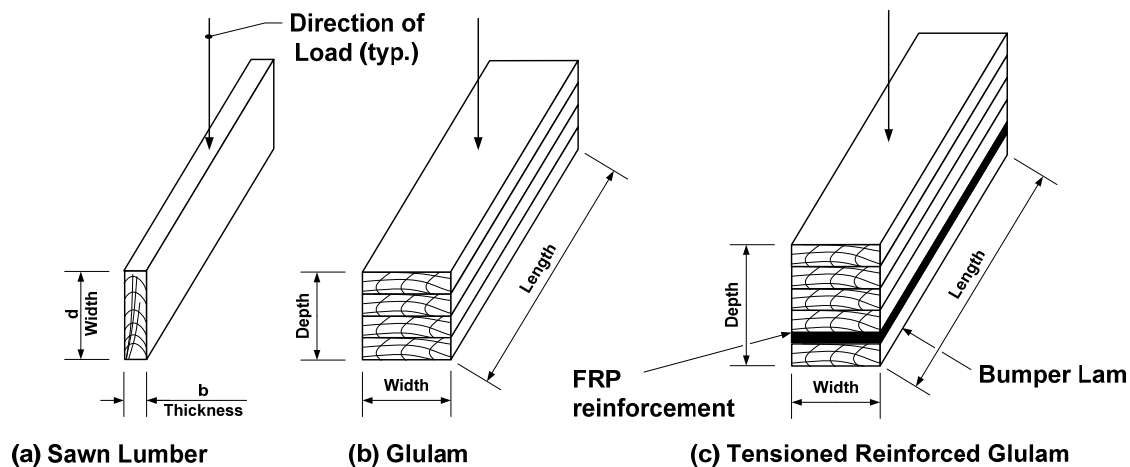 Direction of
Load (typ.)
d
Width
b
Thickness
(a) Sawn Lumber
Depth
Width
Length
(b) Glulam
Depth
Width
Length
FRP
reinforcement
Bumper Lam
(c) Tensioned Reinforced Glulam